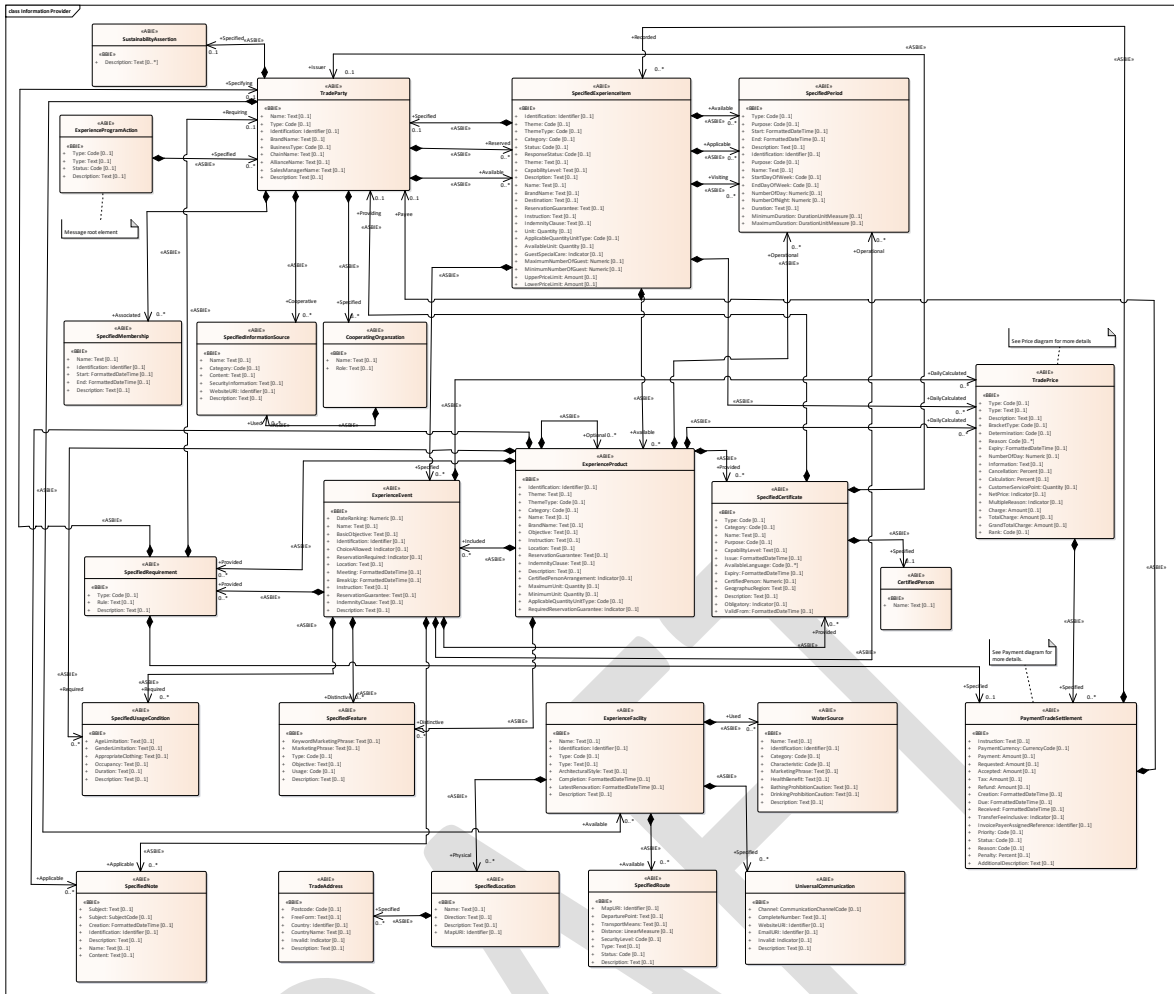 class Information Provider
«ABIE»
SustainabilityAssertion
«BBIE»
+ Description: Text [0..*]
«ABIE»
TradeParty
«BBIE»
+ Name: Text [0..1]
+ Type: Code [0..1]
+ Identification: Identifier [0..1]
+ BrandName: Text [0..1]
+ BusinessType: Code [0..1]
+ ChainName: Text [0..1]
+ AllianceName: Text [0..1]
+ SalesManagerName: Text [0..1]
+ Description: Text [0..1]
«ABIE»
SpecifiedExperienceItem
«BBIE»
+ Identification: Identifier [0..1]
+ Theme: Code [0..1]
+ ThemeType: Code [0..1]
+ Category: Code [0..1]
+ Status: Code [0..1]
+ ResponseStatus: Code [0..1]
+ Theme: Text [0..1]
+ CapabilityLevel: Text [0..1]
+ Description: Text [0..1]
+ Name: Text [0..1]
+ BrandName: Text [0..1]
+ Destination: Text [0..1]
+ ReservationGuarantee: Text [0..1]
+ Instruction: Text [0..1]
+ IndemnityClause: Text [0..1]
+ Unit: Quantity [0..1]
+ ApplicableQuantityUnitType: Code [0..1]
+ AvailableUnit: Quantity [0..1]
+ GuestSpecialCare: Indicator [0..1]
+ MaximumNumberOfGuest: Numeric [0..1]
+ MinimumNumberOfGuest: Numeric [0..1]
+ UpperPriceLimit: Amount [0..1]
+ LowerPriceLimit: Amount [0..1]
«ABIE»
SpecifiedPeriod
«BBIE»
+ Type: Code [0..1]
+ Purpose: Code [0..1]
+ Start: FormattedDateTime [0..1]
+ End: FormattedDateTime [0..1]
+ Description: Text [0..1]
+ Identification: Identifier [0..1]
+ Purpose: Code [0..1]
+ Name: Text [0..1]
+ StartDayOfWeek: Code [0..1]
+ EndDayOfWeek: Code [0..1]
+ NumberOfDay: Numeric [0..1]
+ NumberOfNight: Numeric [0..1]
+ Duration: Text [0..1]
+ MinimumDuration: DurationUnitMeasure [0..1]
+ MaximumDuration: DurationUnitMeasure [0..1]
«ABIE»
ExperienceProgramAction
«BBIE»
+ Type: Code [0..1]
+ Type: Text [0..1]
+ Status: Code [0..1]
+ Description: Text [0..1]
Message root element
«ABIE»
SpecifiedMembership
«BBIE»
+ Name: Text [0..1]
+ Identification: Identifier [0..1]
+ Start: FormattedDateTime [0..1]
+ End: FormattedDateTime [0..1]
+ Description: Text [0..1]
«ABIE»
SpecifiedInformationSource
«BBIE»
+ Name: Text [0..1]
+ Category: Code [0..1]
+ Content: Text [0..1]
+ SecurityInformation: Text [0..1]
+ WebsiteURI: Identifier [0..1]
+ Description: Text [0..1]
«ABIE»
CooperatingOrganzation
«BBIE»
+ Name: Text [0..1]
+ Role: Text [0..1]
See Price diagram for more details
«ABIE»
TradePrice
«BBIE»
+ Type: Code [0..1]
+ Type: Text [0..1]
+ Description: Text [0..1]
+ BracketType: Code [0..1]
+ Determination: Code [0..1]
+ Reason: Code [0..*]
+ Expiry: FormattedDateTime [0..1]
+ NumberOfDay: Numeric [0..1]
+ Information: Text [0..1]
+ Cancellation: Percent [0..1]
+ Calculation: Percent [0..1]
+ CustomerServicePoint: Quantity [0..1]
+ NetPrice: Indicator [0..1]
+ MultipleReason: Indicator [0..1]
+ Charge: Amount [0..1]
+ TotalCharge: Amount [0..1]
+ GrandTotalCharge: Amount [0..1]
+ Rank: Code [0..1]
«ABIE»
ExperienceProduct
«BBIE»
+ Identification: Identifier [0..1]
+ Theme: Text [0..1]
+ ThemeType: Code [0..1]
+ Category: Code [0..1]
+ Name: Text [0..1]
+ BrandName: Text [0..1]
+ Objective: Text [0..1]
+ Instruction: Text [0..1]
+ Location: Text [0..1]
+ ReservationGuarantee: Text [0..1]
+ IndemnityClause: Text [0..1]
+ Description: Text [0..1]
+ CertifiedPersonArrangement: Indicator [0..1]
+ MaximumUnit: Quantity [0..1]
+ MinimumUnit: Quantity [0..1]
+ ApplicableQuantityUnitType: Code [0..1]
+ RequiredReservationGuarantee: Indicator [0..1]
«ABIE»
ExperienceEvent
«BBIE»
+ DateRanking: Numeric [0..1]
+ Name: Text [0..1]
+ BasicObjective: Text [0..1]
+ Identification: Identifier [0..1]
+ ChoiceAllowed: Indicator [0..1]
+ ReservationRequired: Indicator [0..1]
+ Location: Text [0..1]
+ Meeting: FormattedDateTime [0..1]
+ BreakUp: FormattedDateTime [0..1]
+ Instruction: Text [0..1]
+ ReservationGuarantee: Text [0..1]
+ IndemnityClause: Text [0..1]
+ Description: Text [0..1]
«ABIE»
SpecifiedCertificate
«BBIE»
+ Type: Code [0..1]
+ Category: Code [0..1]
+ Name: Text [0..1]
+ Purpose: Code [0..1]
+ CapabilityLevel: Text [0..1]
+ Issue: FormattedDateTime [0..1]
+ AvailableLanguage: Code [0..*]
+ Expiry: FormattedDateTime [0..1]
+ CertifiedPerson: Numeric [0..1]
+ GeographicRegion: Text [0..1]
+ Description: Text [0..1]
+ Obligatory: Indicator [0..1]
+ ValidFrom: FormattedDateTime [0..1]
«ABIE»
CertifiedPerson
«BBIE»
+ Name: Text [0..1]
«ABIE»
SpecifiedRequirement
«BBIE»
+ Type: Code [0..1]
+ Rule: Text [0..1]
+ Description: Text [0..1]
See Payment diagram for
more details.
«ABIE»
SpecifiedUsageCondition
«BBIE»
+ AgeLimitation: Text [0..1]
+ GenderLimitation: Text [0..1]
+ AppropriateClothing: Text [0..1]
+ Occupancy: Text [0..1]
+ Duration: Text [0..1]
+ Description: Text [0..1]
«ABIE»
SpecifiedFeature
«BBIE»
+ KeywordMarketingPhrase: Text [0..1]
+ MarketingPhrase: Text [0..1]
+ Type: Code [0..1]
+ Objective: Text [0..1]
+ Usage: Code [0..1]
+ Description: Text [0..1]
«ABIE»
ExperienceFacility
«BBIE»
+ Name: Text [0..1]
+ Identification: Identifier [0..1]
+ Type: Code [0..1]
+ Type: Text [0..1]
+ ArchitecturalStyle: Text [0..1]
+ Completion: FormattedDateTime [0..1]
+ LatestRenovation: FormattedDateTime [0..1]
+ Description: Text [0..1]
«ABIE»
WaterSource
«BBIE»
+ Name: Text [0..1]
+ Identification: Identifier [0..1]
+ Category: Code [0..1]
+ Characteristic: Code [0..1]
+ MarketingPhrase: Text [0..1]
+ HealthBenefit: Text [0..1]
+ BathingProhibitionCaution: Text [0..1]
+ DrinkingProhibitionCaution: Text [0..1]
+ Description: Text [0..1]
«ABIE»
PaymentTradeSettlement
«BBIE»
+ Instruction: Text [0..1]
+ PaymentCurrency: CurrencyCode [0..1]
+ Payment: Amount [0..1]
+ Requested: Amount [0..1]
+ Accepted: Amount [0..1]
+ Tax: Amount [0..1]
+ Refund: Amount [0..1]
+ Creation: FormattedDateTime [0..1]
+ Due: FormattedDateTime [0..1]
+ Received: FormattedDateTime [0..1]
+ TransferFeeInclusive: Indicator [0..1]
+ InvoicePayerAssignedReference: Identifier [0..1]
+ Priority: Code [0..1]
+ Status: Code [0..1]
+ Reason: Code [0..1]
+ Penalty: Percent [0..1]
+ AdditionalDescription: Text [0..1]
«ABIE»
SpecifiedNote
«BBIE»
+ Subject: Text [0..1]
+ Subject: SubjectCode [0..1]
+ Creation: FormattedDateTime [0..1]
+ Identification: Identifier [0..1]
+ Description: Text [0..1]
+ Name: Text [0..1]
+ Content: Text [0..1]
«ABIE»
TradeAddress
«BBIE»
+ Postcode: Code [0..1]
+ FreeForm: Text [0..1]
+ Country: Identifier [0..1]
+ CountryName: Text [0..1]
+ Invalid: Indicator [0..1]
+ Description: Text [0..1]
«ABIE»
SpecifiedLocation
«BBIE»
+ Name: Text [0..1]
+ Direction: Text [0..1]
+ Description: Text [0..1]
+ MapURI: Identifier [0..1]
«ABIE»
SpecifiedRoute
«BBIE»
+ MapURI: Identifier [0..1]
+ DeparturePoint: Text [0..1]
+ TransportMeans: Text [0..1]
+ Distance: LinearMeasure [0..1]
+ SecurityLevel: Code [0..1]
+ Type: Text [0..1]
+ Status: Code [0..1]
+ Description: Text [0..1]
«ABIE»
UniversalCommunication
«BBIE»
+ Channel: CommunicationChannelCode [0..1]
+ CompleteNumber: Text [0..1]
+ WebsiteURI: Identifier [0..1]
+ EmailURI: Identifier [0..1]
+ Invalid: Indicator [0..1]
+ Description: Text [0..1]